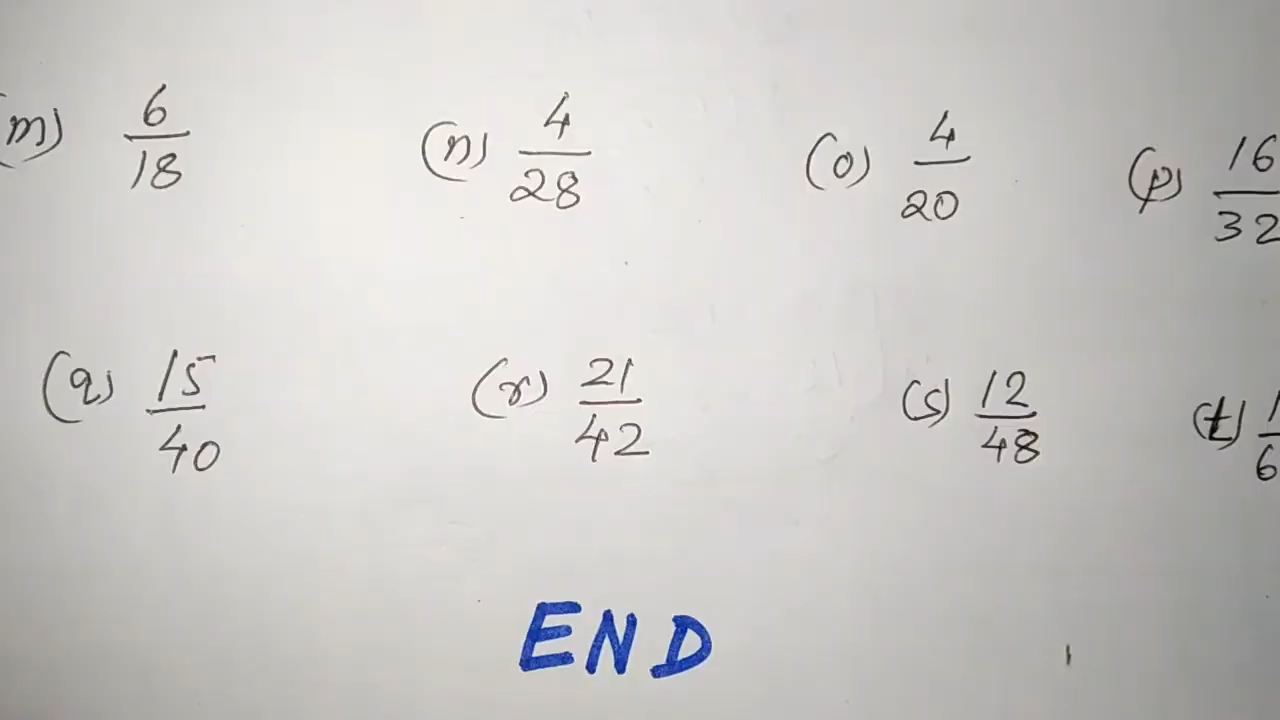 (m) 6/18 (n) 4/28 (o) 4/20 (p) 16/32
(q) 15/40 (r) 21/42 (s) 12/48 (t)
END